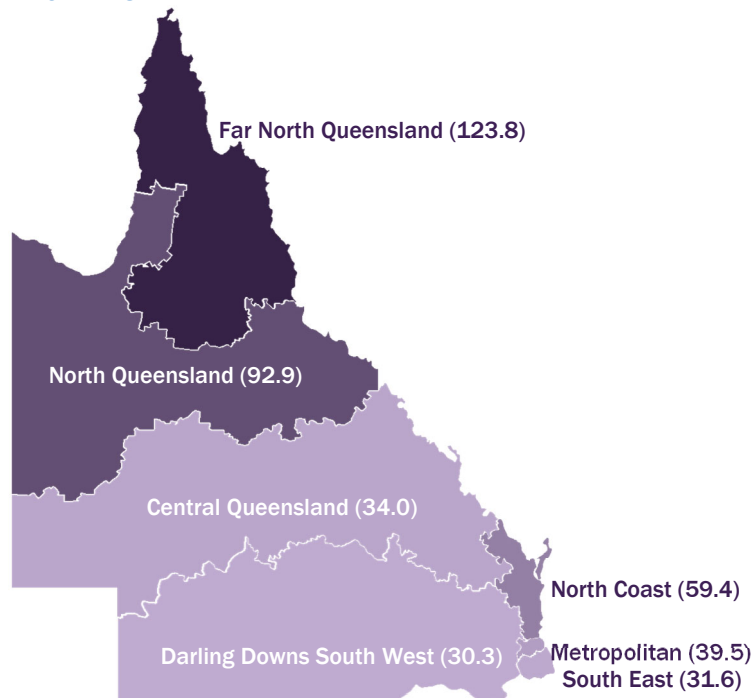 Far North Queensland (123.8)
North Queensland (92.9)
Central Queensland (34.0)
North Coast (59.4)
Metropolitan (39.5)
Darling Downs South West (30.3)
South East (31.6)